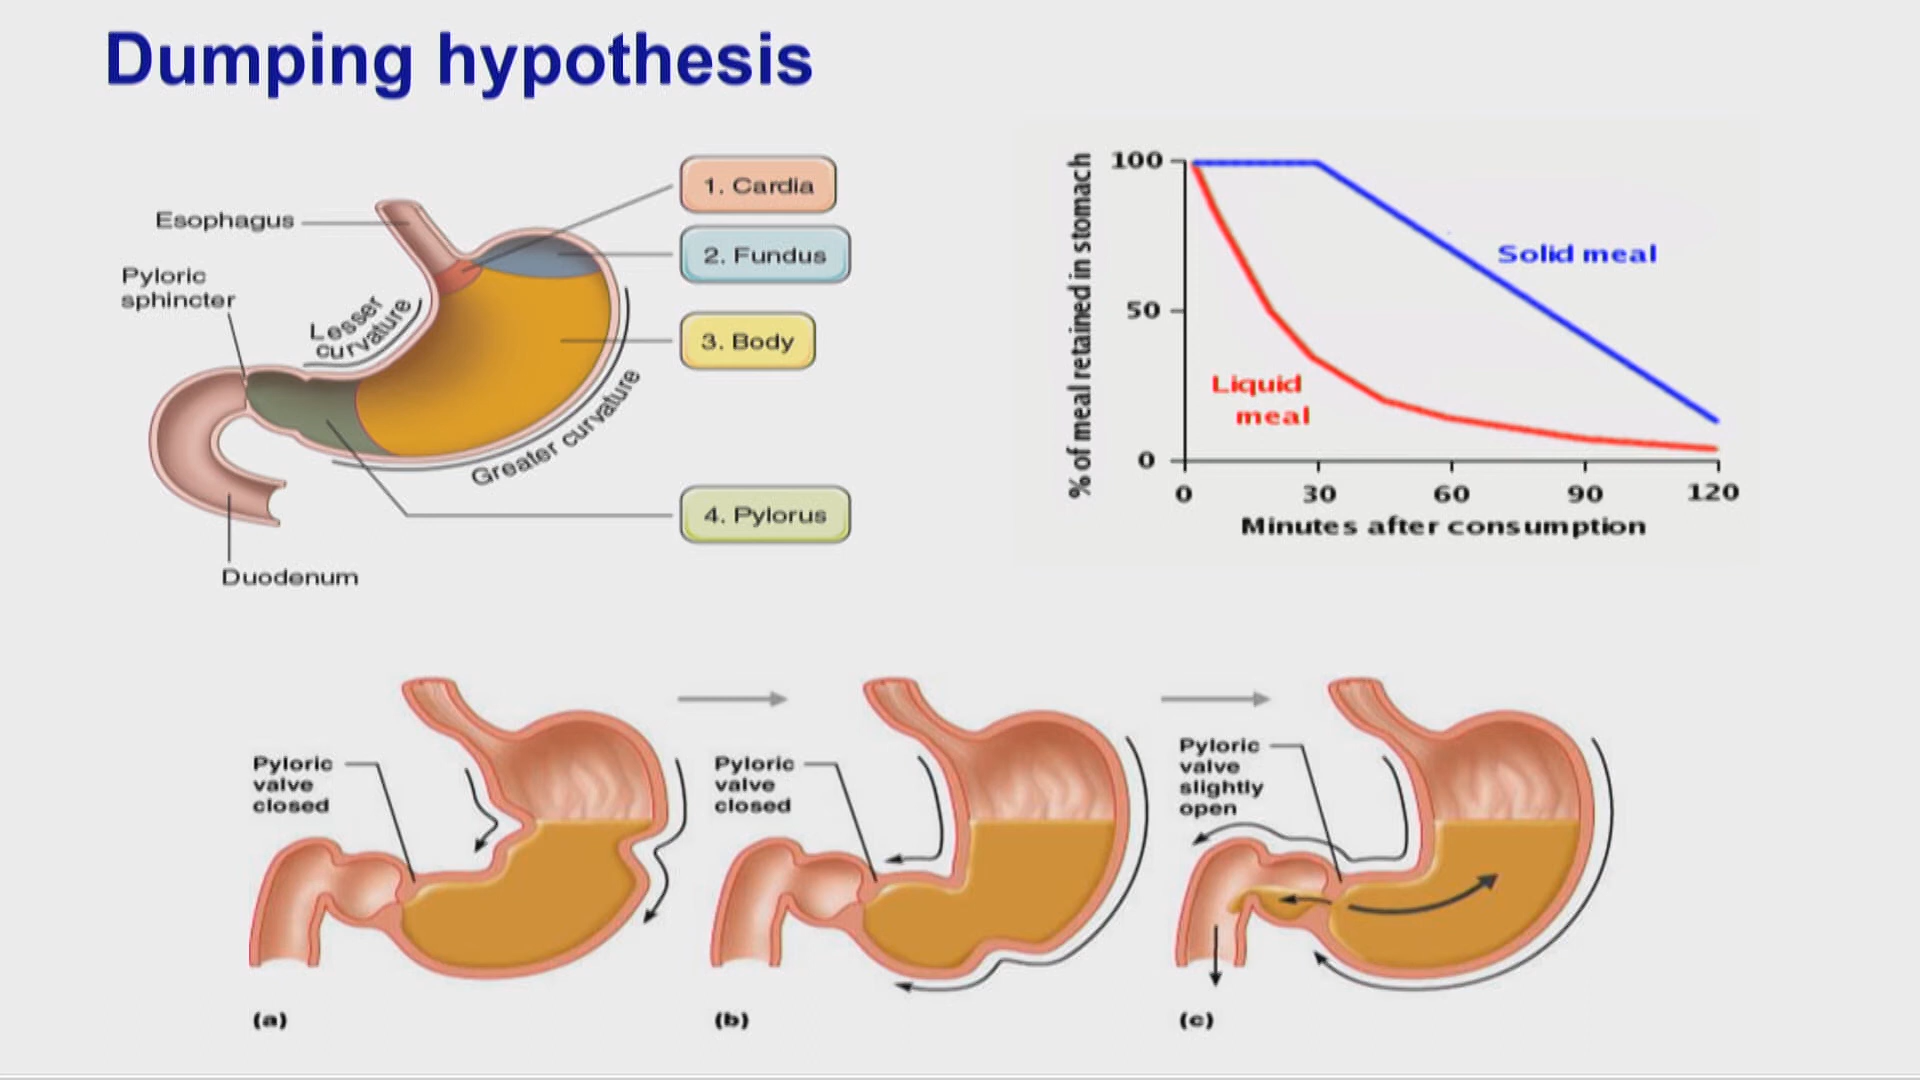 Dumping hypothesis
Esophagus
Pyloric
sphincter
Lesser
curvature
Greater curvature
Duodenum
1. Cardia
2. Fundus
3. Body
4. Pylorus
% of meal retained in stomach
100
50
0
Solid meal
Liquid
meal
0 30 60 90 120
Minutes after consumption
Pyloric
valve
closed
(a)
Pyloric
valve
closed
(b)
Pyloric
valve
slightly
open
(c)